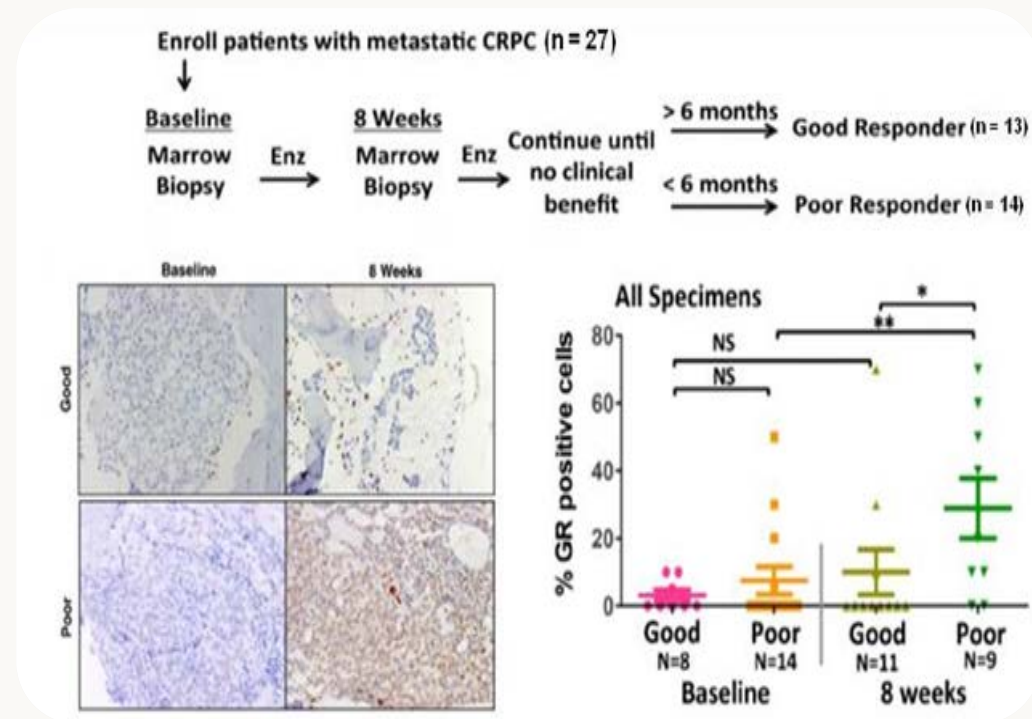 Enroll patients with metastatic CRPC (n = 27)
Baseline
Marrow
Biopsy
Enz
8 Weeks
Marrow
Biopsy
Enz
Continue until
no clinical
benefit
> 6 months
Good Responder (n = 13)
< 6 months
Poor Responder (n = 14)
Baseline
8 Weeks
Good
Poor
All Specimens
*
**
NS
NS
% GR positive cells
80
60
40
20
0
Good
N=8
Poor
N=14
Good
N=11
Poor
N=9
Baseline
8 weeks